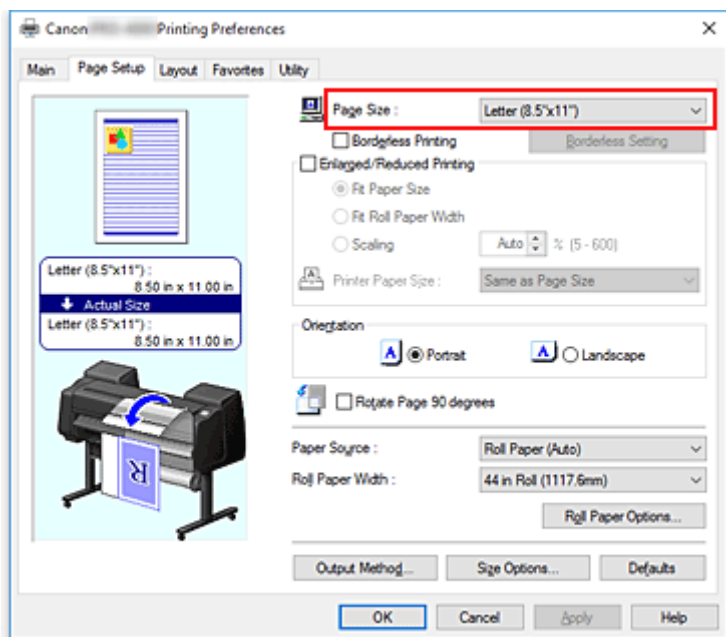 Canon Printing Preferences
Main Page Setup Layout Favorites Utility
Page Size : Letter (8.5"x11")
Borderless Printing Borderless Setting
Enlarged/Reduced Printing
Fit Paper Size
Fit Roll Paper Width
Scaling Auto % (5 - 600)
Printer Paper Size : Same as Page Size
Letter (8.5"x11") :
8.50 in x 11.00 in
Actual Size
Letter (8.5"x11") :
8.50 in x 11.00 in
Orientation
A Portrait A Landscape
Rotate Page 90 degrees
Paper Source : Roll Paper (Auto)
Roll Paper Width : 44 in Roll (1117.6mm)
Roll Paper Options...
R
Output Method... Size Options... Defaults
OK Cancel Apply Help